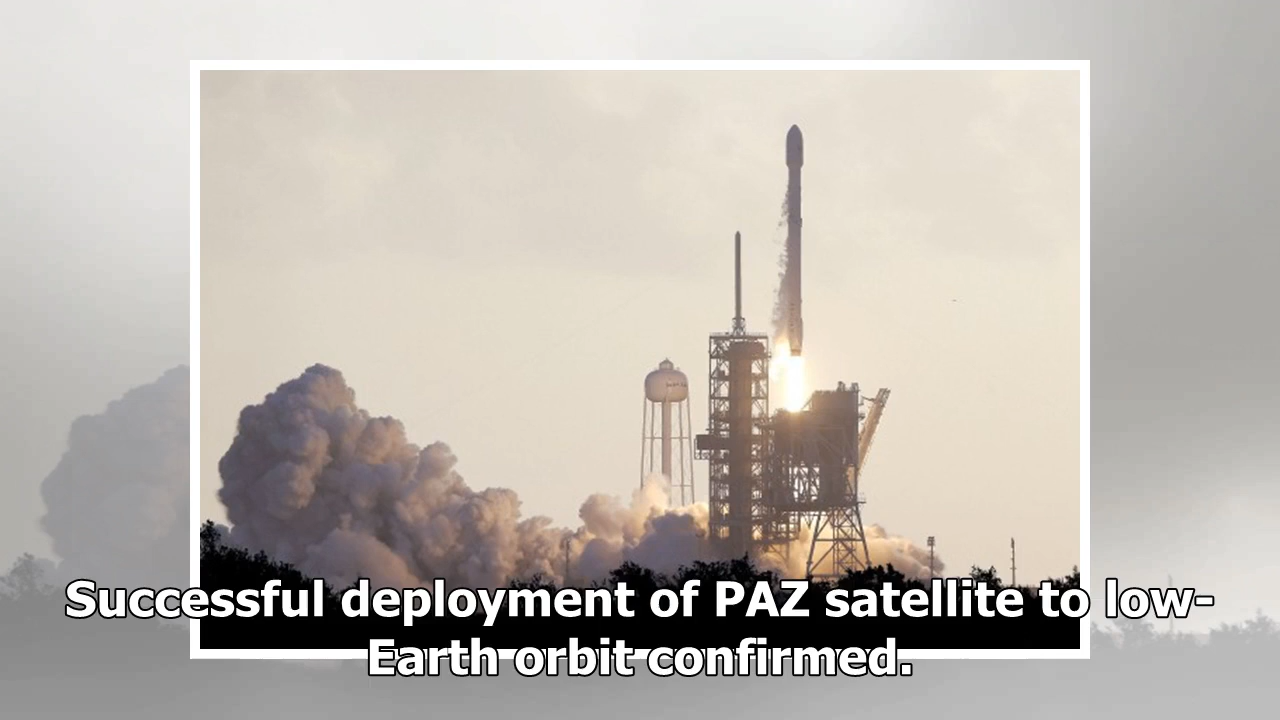 Successful deployment of PAZ satellite to low-
Earth orbit confirmed.